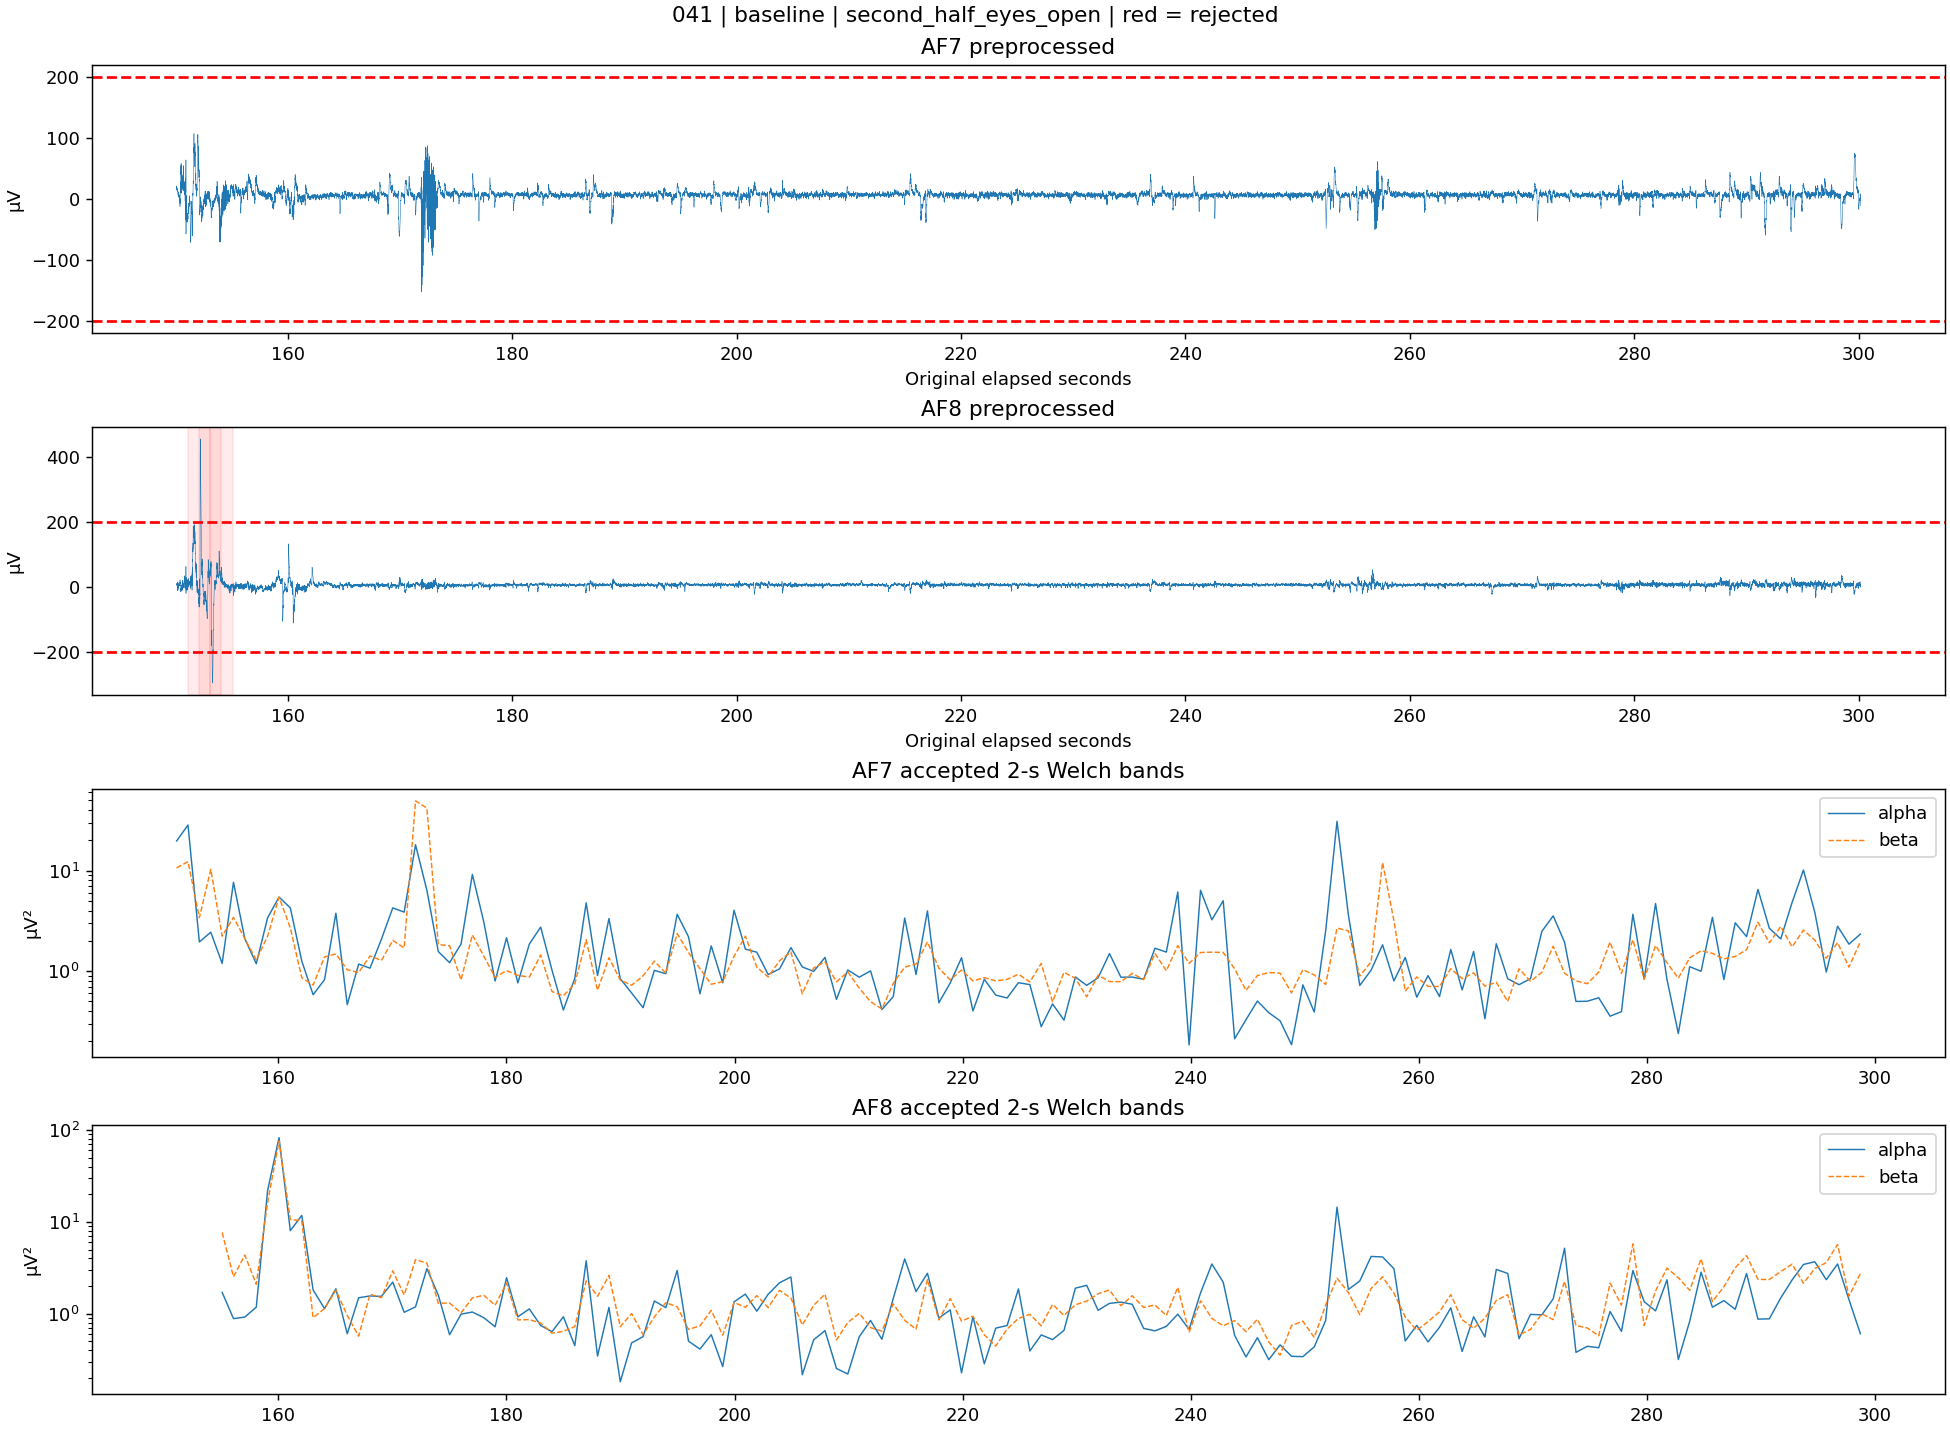 041 | baseline | second_half_eyes_open | red = rejected
AF7 preprocessed
200
100
0
−100
−200
µV
160 180 200 220 240 260 280 300
Original elapsed seconds
AF8 preprocessed
400
200
0
−200
µV
160 180 200 220 240 260 280 300
Original elapsed seconds
AF7 accepted 2-s Welch bands
alpha
beta
10¹
10⁰
µV²
160 180 200 220 240 260 280 300
AF8 accepted 2-s Welch bands
alpha
beta
10²
10¹
10⁰
µV²
160 180 200 220 240 260 280 300